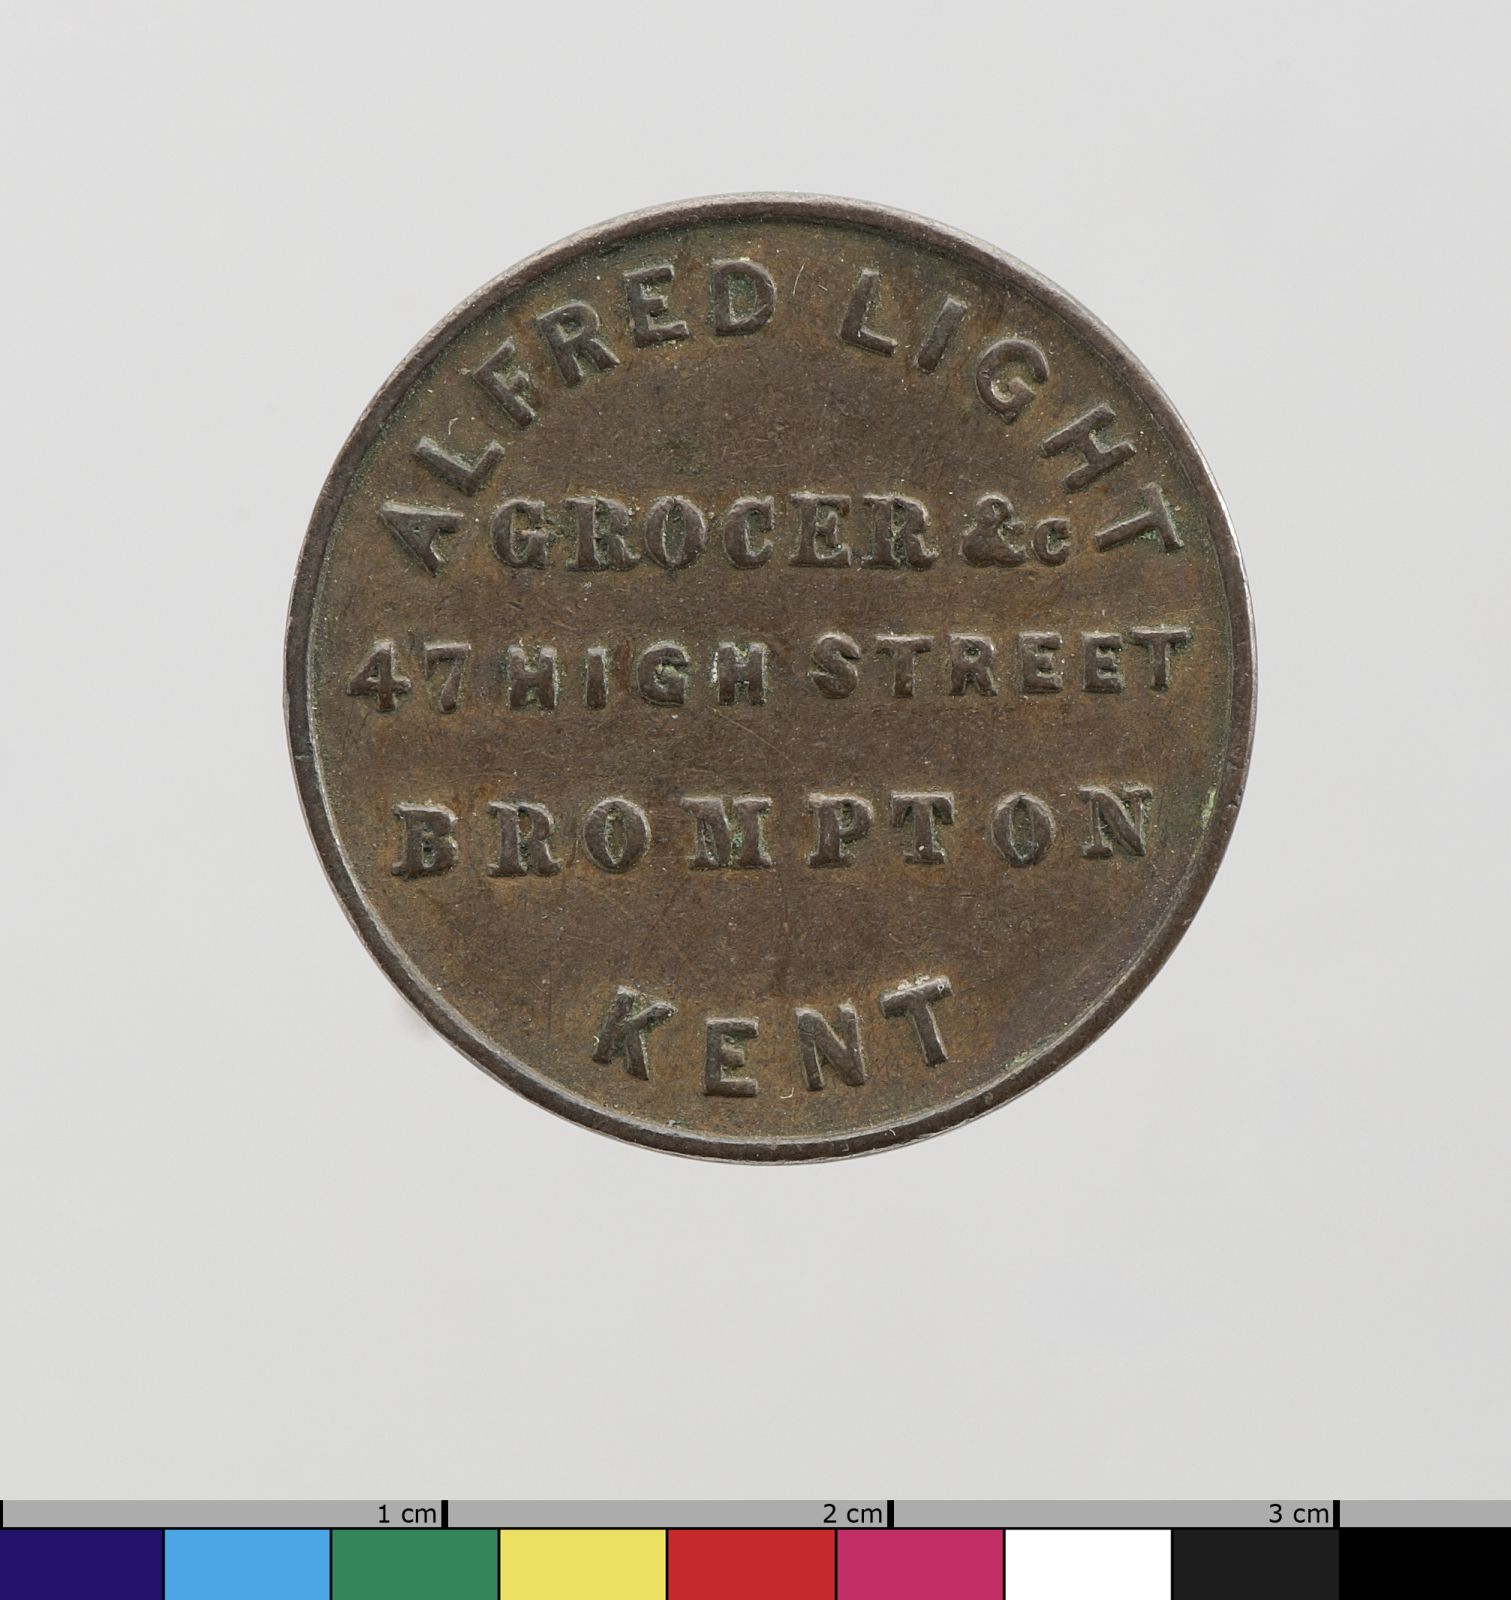 ALFRED LIGHT
GROCER &c
47 HIGH STREET
BROMPTON
KENT
1 cm 2 cm 3 cm